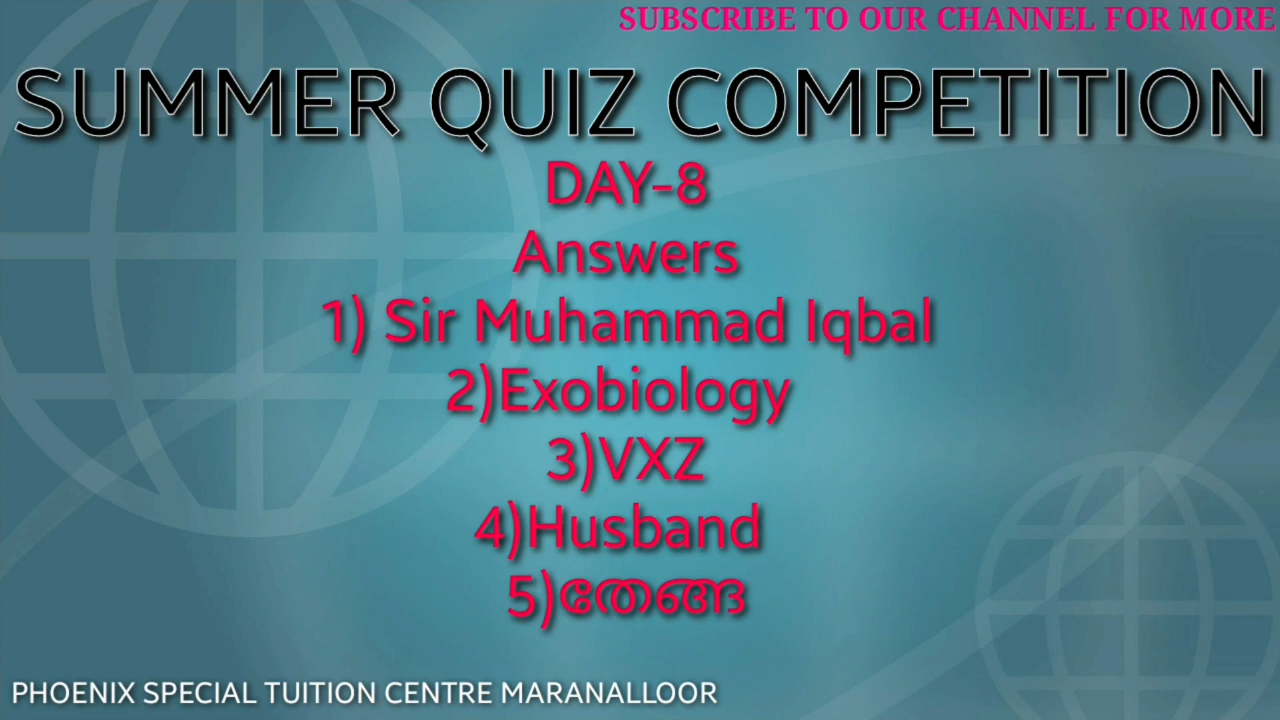 SUBSCRIBE TO OUR CHANNEL FOR MORE
SUMMER QUIZ COMPETITION
DAY-8
Answers
1) Sir Muhammad Iqbal
2)Exobiology
3)VXZ
4)Husband
5)തേങ്ങ
PHOENIX SPECIAL TUITION CENTRE MARANALLOOR